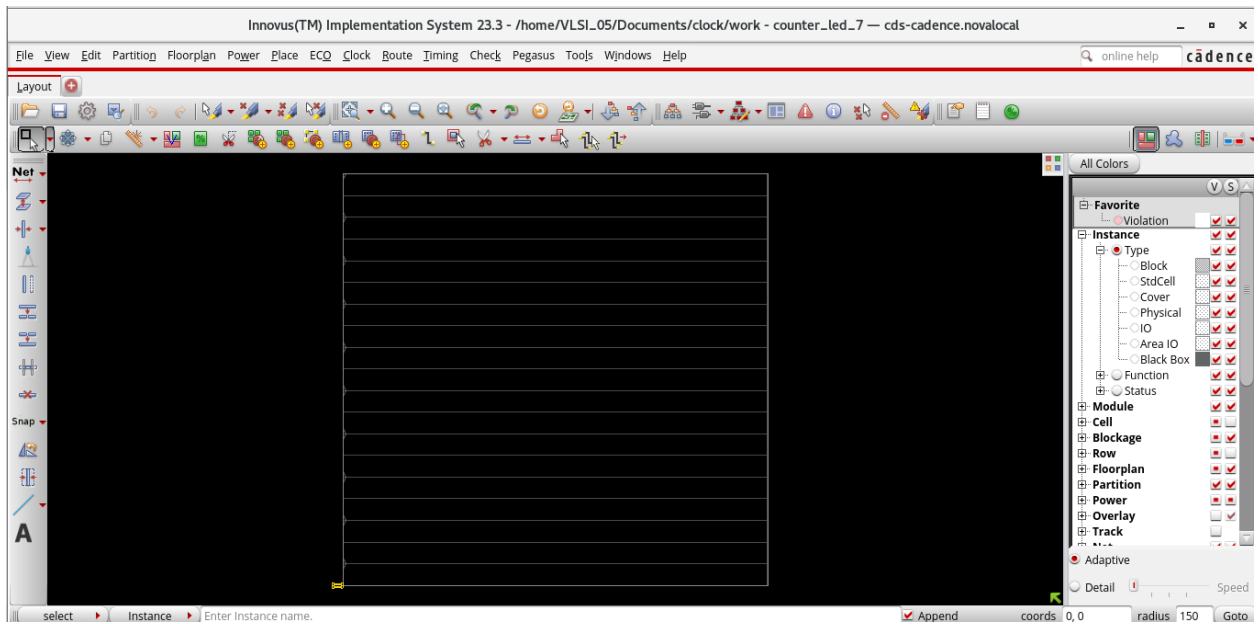 Innovus(TM) Implementation System 23.3 - /home/VLSI_05/Documents/clock/work - counter_led_7 — cds-cadence.novalocal
File View Edit Partition Floorplan Power Place ECO Clock Route Timing Check Pegasus Tools Windows Help
online help
cādence
Layout
Net
Snap
A
All Colors
V S
Favorite
Violation
Instance
Type
Block
StdCell
Cover
Physical
IO
Area IO
Black Box
Function
Status
Module
Cell
Blockage
Row
Floorplan
Partition
Power
Overlay
Track
Adaptive
Detail Speed
select Instance Enter Instance name. Append coords 0, 0 radius 150 Goto